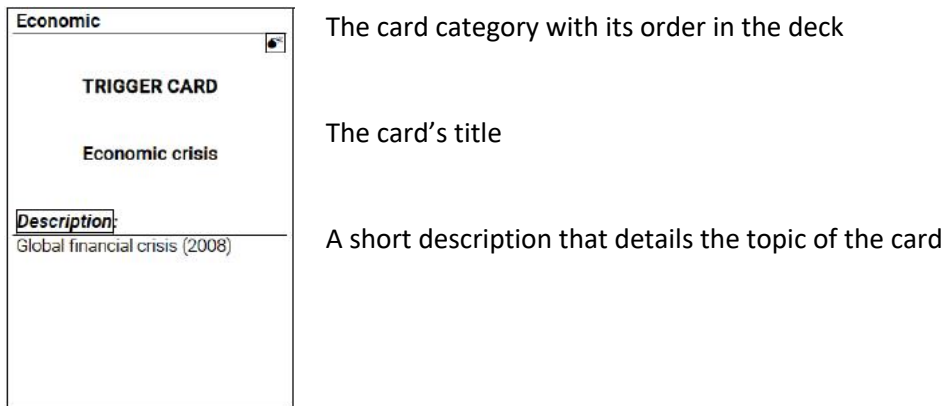 Economic
The card category with its order in the deck
TRIGGER CARD
The card’s title
Economic crisis
Description:
Global financial crisis (2008)
A short description that details the topic of the card